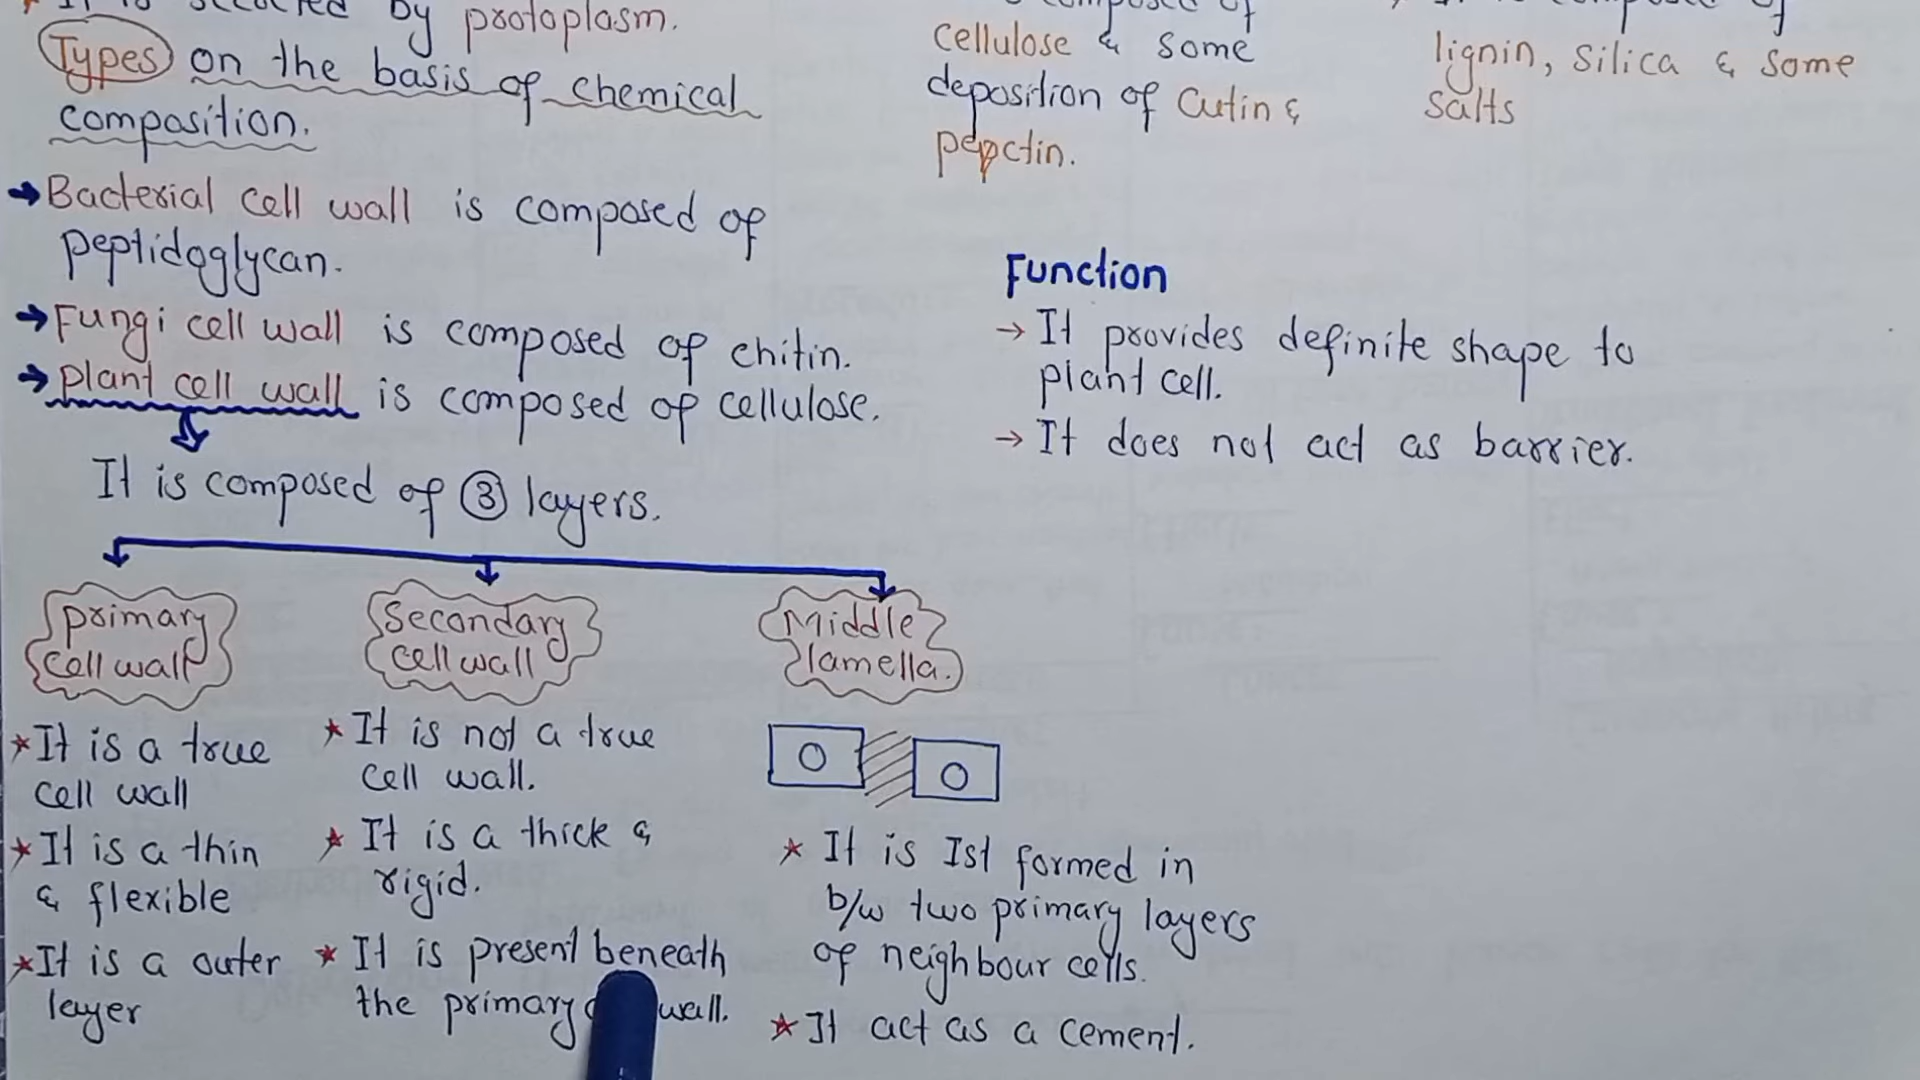 by protoplasm.
Types on the basis of chemical
composition.
→ Bacterial cell wall is composed of
peptidoglycan.
→ Fungi cell wall is composed of chitin.
→ plant cell wall is composed of cellulose.
It is composed of ③ layers.
primary
cell wall
★ It is a true
cell wall
★ It is a thin
& flexible
★ It is a outer
layer
Secondary
cell wall
★ It is not a true
cell wall.
★ It is a thick &
rigid.
★ It is present beneath
the primary wall.
Middle
lamella.
★ It is Ist formed in
b/w two primary layers
of neighbour cells.
★ It act as a cement.
cellulose & some
deposition of Cutin &
pepctin.
lignin, silica & some
salts
Function
→ It provides definite shape to
plant cell.
→ It does not act as barrier.